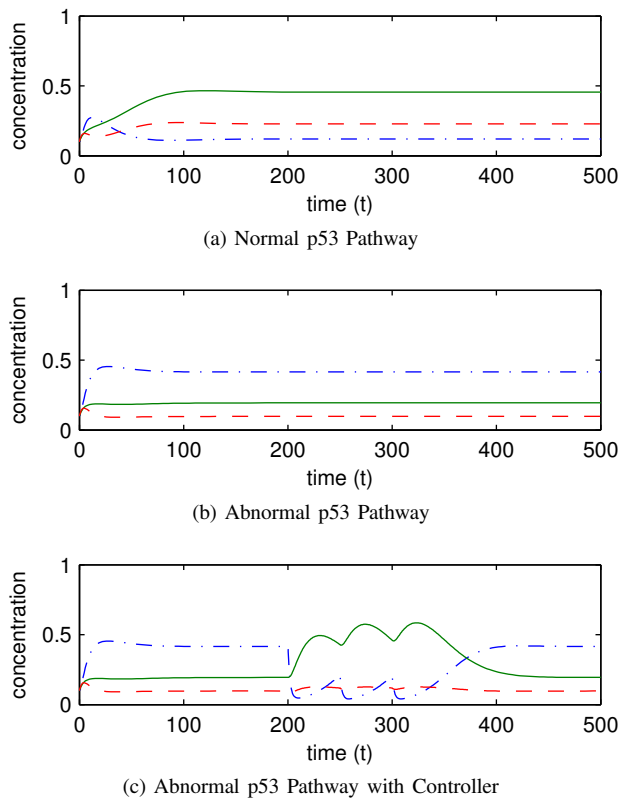 1
0.5
0
concentration
0 100 200 300 400 500
time (t)
(a) Normal p53 Pathway
1
0.5
0
concentration
0 100 200 300 400 500
time (t)
(b) Abnormal p53 Pathway
1
0.5
0
concentration
0 100 200 300 400 500
time (t)
(c) Abnormal p53 Pathway with Controller